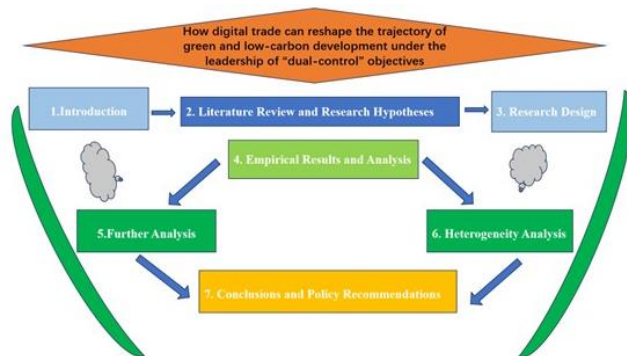 How digital trade can reshape the trajectory of
green and low-carbon development under the
leadership of "dual-control" objectives
1.Introduction
2. Literature Review and Research Hypotheses
3. Research Design
4. Empirical Results and Analysis
5.Further Analysis
6. Heterogeneity Analysis
7. Conclusions and Policy Recommendations